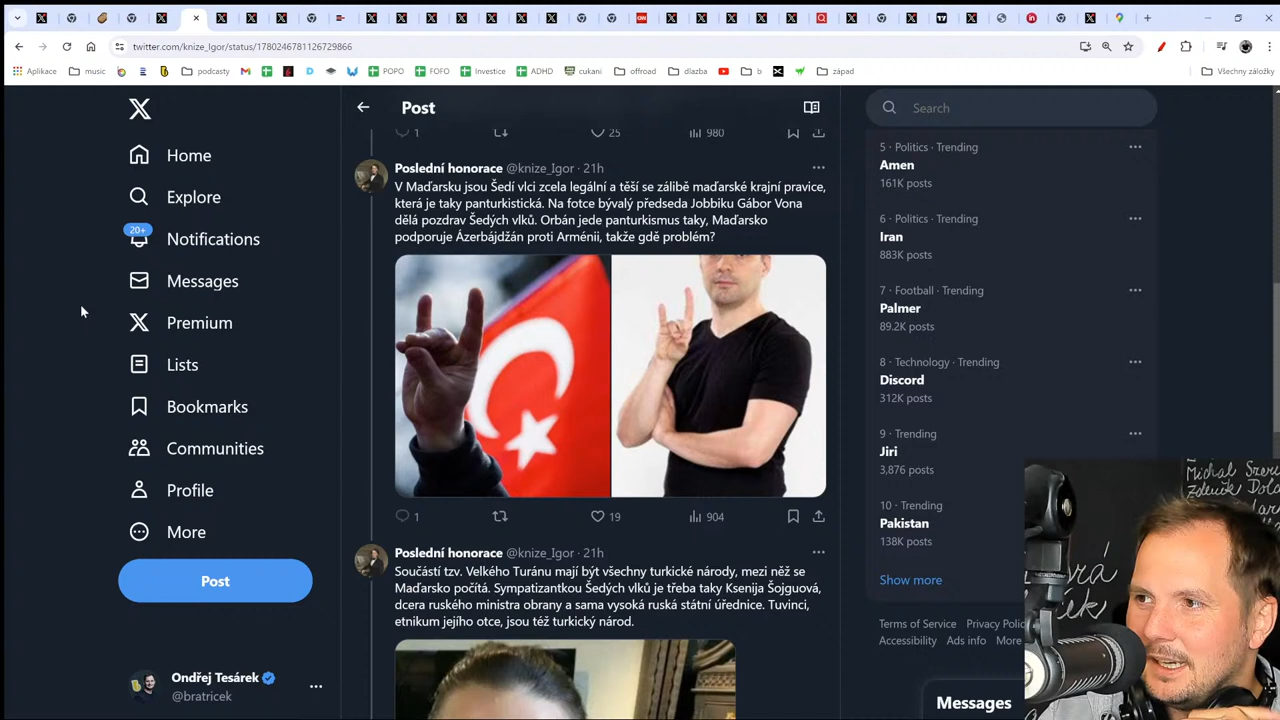 twitter.com/knize_Igor/status/1780246781126729866
Aplikace
music
podcasty
POPO
FOFO
Investice
ADHD
cukani
offroad
dlazba
b
západ
Všechny záložky
Home
Explore
20+
Notifications
Messages
Premium
Lists
Bookmarks
Communities
Profile
More
Post
Ondřej Tesárek
@bratricek
Post
1
25
980
Poslední honorace @knize_Igor · 21h
V Maďarsku jsou Šedí vlci zcela legální a těší se zálibě maďarské krajní pravice,
která je taky panturkistická. Na fotce bývalý předseda Jobbiku Gábor Vona
dělá pozdrav Šedých vlků. Orbán jede panturkismus taky, Maďarsko
podporuje Ázerbájdžán proti Arménii, takže gdě problém?
1
19
904
Poslední honorace @knize_Igor · 21h
Součástí tzv. Velkého Turánu mají být všechny turkické národy, mezi něž se
Maďarsko počítá. Sympatizantkou Šedých vlků je třeba taky Ksenija Šojguová,
dcera ruského ministra obrany a sama vysoká ruská státní úřednice. Tuvinci,
etnikum jejího otce, jsou též turkický národ.
Search
5 · Politics · Trending
Amen
161K posts
6 · Politics · Trending
Iran
883K posts
7 · Football · Trending
Palmer
89.2K posts
8 · Technology · Trending
Discord
312K posts
9 · Trending
Jiri
3,876 posts
10 · Trending
Pakistan
138K posts
Show more
Terms of Service Privacy Polic
Accessibility Ads info More
Messages
Michal
Zdeněk